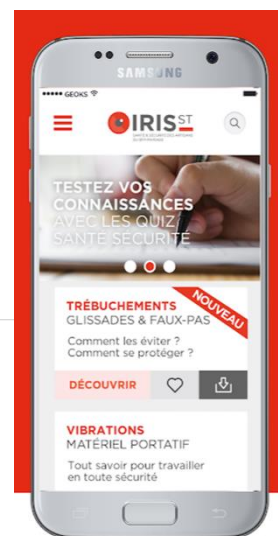 SAMSUNG
GEOKS
IRIS ST
TESTEZ VOS
CONNAISSANCES
AVEC LES QUIZ
SANTÉ SÉCURITÉ
NOUVEAU
TRÉBUCHEMENTS
GLISSADES & FAUX-PAS
Comment les éviter ?
Comment se protéger ?
DÉCOUVRIR
VIBRATIONS
MATÉRIEL PORTATIF
Tout savoir pour travailler
en toute sécurité